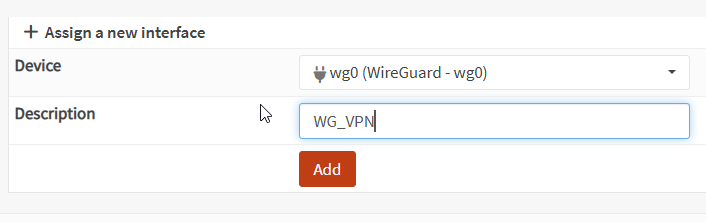 + Assign a new interface
Device
wg0 (WireGuard - wg0)
Description
WG_VPN
Add